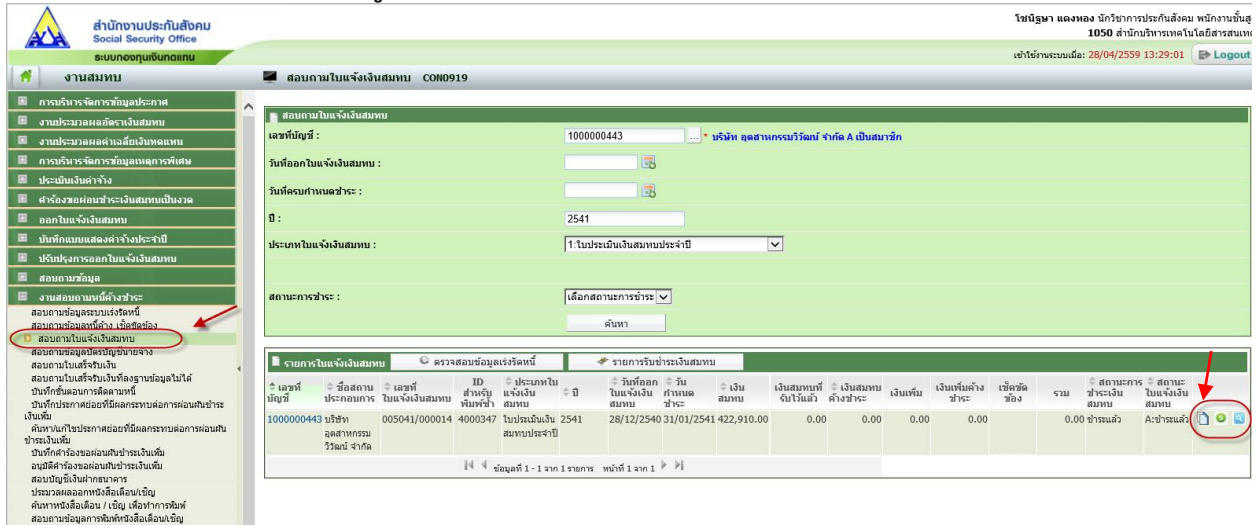 สำนักงานประกันสังคม
Social Security Office
ระบบกองทุนเงินทดแทน
โชนิฐษา แดงทอง นักวิชาการประกันสังคม พนักงานชั้นสู
1050 สำนักบริหารเทคโนโลยีสารสนเทศ
เข้าใช้งานระบบเมื่อ: 28/04/2559 13:29:01 Logout
งานสมทบ
สอบถามใบแจ้งเงินสมทบ CON0919
การบริหารจัดการข้อมูลประกาศ
งานประมวลผลอัตราเงินสมทบ
งานประมวลผลค่าเฉลี่ยเงินทดแทน
การบริหารจัดการข้อมูลเหตุการพิเศษ
ประเมินเงินค่าจ้าง
คำร้องขอผ่อนชำระเงินสมทบเป็นงวด
ออกใบแจ้งเงินสมทบ
บันทึกแบบแสดงค่าจ้างประจำปี
ปรับปรุงการออกใบแจ้งเงินสมทบ
สอบถามข้อมูล
งานสอบถามหนี้ค้างชำระ
สอบถามข้อมูลระบบเร่งรัดหนี้
สอบถามข้อมูลหนี้ค้าง เช็คขัดข้อง
สอบถามใบแจ้งเงินสมทบ
สอบถามข้อมูลบัตรบัญชีนายจ้าง
สอบถามใบเสร็จรับเงิน
สอบถามใบเสร็จรับเงินที่ลงฐานข้อมูลไม่ได้
บันทึกขั้นตอนการติดตามหนี้
บันทึกประกาศย่อยที่มีผลกระทบต่อการผ่อนผันชำระ
เงินเพิ่ม
ค้นหา/แก้ไขประกาศย่อยที่มีผลกระทบต่อการผ่อนผัน
ชำระเงินเพิ่ม
บันทึกคำร้องขอผ่อนผันชำระเงินเพิ่ม
อนุมัติคำร้องขอผ่อนผันชำระเงินเพิ่ม
สอบบัญชีเงินฝากธนาคาร
ประมวลผลออกหนังสือเตือน/เชิญ
ค้นหาหนังสือเตือน / เชิญ เพื่อทำการพิมพ์
สอบถามข้อมูลการพิมพ์หนังสือเตือน/เชิญ
สอบถามใบแจ้งเงินสมทบ
เลขที่บัญชี : 1000000443 ... * บริษัท อุตสาหกรรมวิวัฒน์ จำกัด A เป็นสมาชิก
วันที่ออกใบแจ้งเงินสมทบ :
วันที่ครบกำหนดชำระ :
ปี : 2541
ประเภทใบแจ้งเงินสมทบ : 1:ใบประเมินเงินสมทบประจำปี
สถานะการชำระ : เลือกสถานะการชำระ
ค้นหา
รายการใบแจ้งเงินสมทบ ตรวจสอบข้อมูลเร่งรัดหนี้ รายการรับชำระเงินสมทบ
เลขที่บัญชี ชื่อสถานประกอบการ เลขที่ใบแจ้งเงินสมทบ ID สำหรับพิมพ์ซ้ำ ประเภทใบแจ้งเงินสมทบ ปี วันที่ออกใบแจ้งเงินสมทบ วันกำหนดชำระ เงินสมทบ เงินสมทบที่รับไว้แล้ว เงินสมทบค้างชำระ เงินเพิ่ม เงินเพิ่มค้างชำระ เช็คขัดข้อง รวม สถานะการชำระเงินสมทบ สถานะใบแจ้งเงินสมทบ
1000000443 บริษัท อุตสาหกรรมวิวัฒน์ จำกัด 005041/000014 4000347 ใบประเมินเงินสมทบประจำปี 2541 28/12/2540 31/01/2541 422,910.00 0.00 0.00 0.00 0.00 0.00 ชำระแล้ว A:ชำระแล้ว
ข้อมูลที่ 1 - 1 จาก 1 รายการ หน้าที่ 1 จาก 1